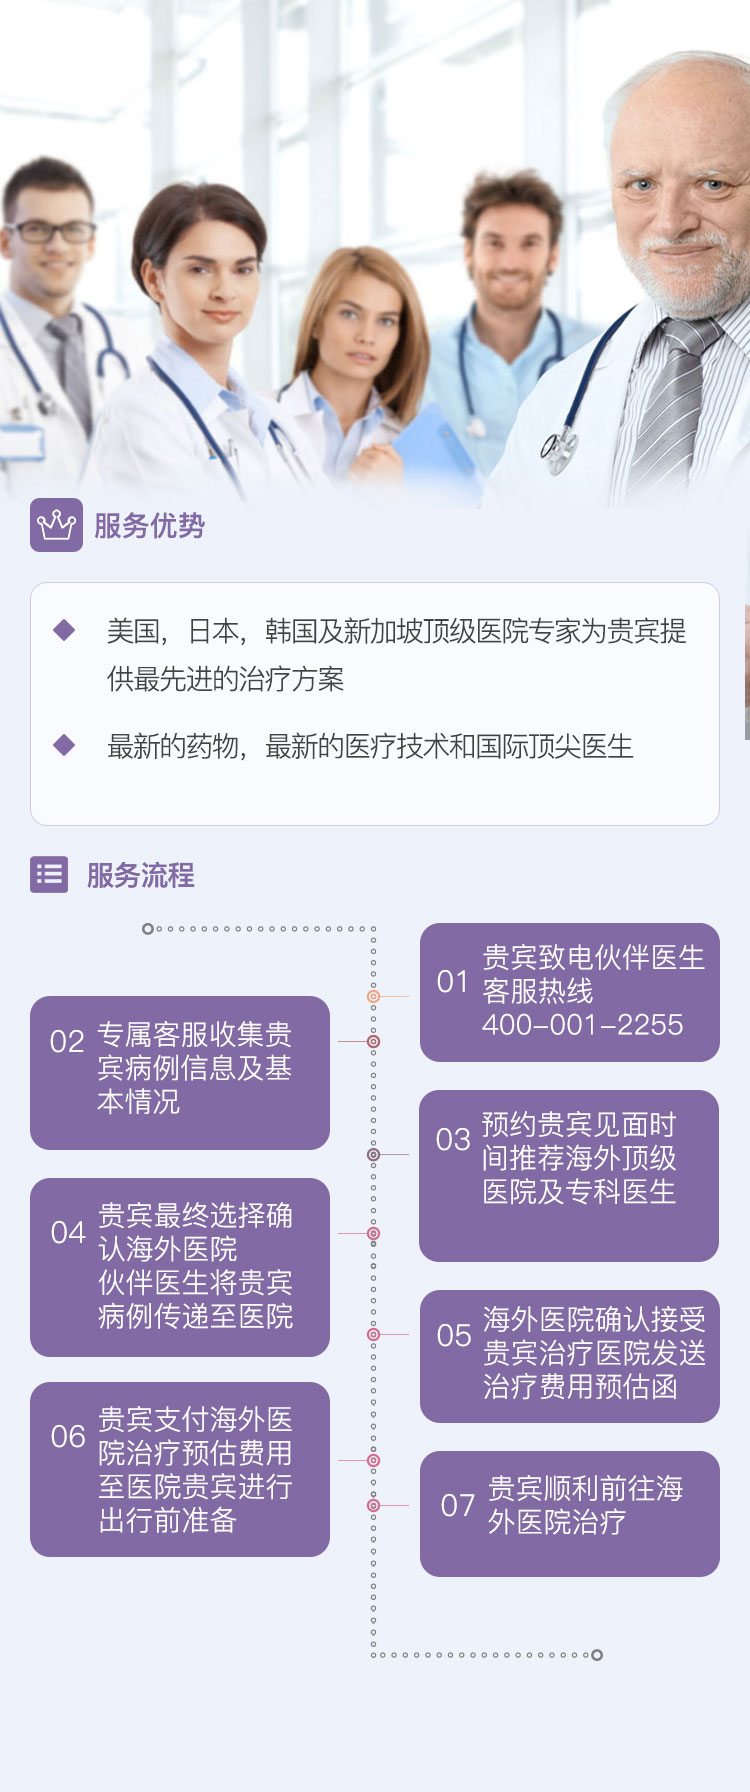 服务优势
美国，日本，韩国及新加坡顶级医院专家为贵宾提
供最先进的治疗方案
最新的药物，最新的医疗技术和国际顶尖医生
服务流程
01
贵宾致电伙伴医生
客服热线
400-001-2255
02
专属客服收集贵
宾病例信息及基
本情况
03
预约贵宾见面时
间推荐海外顶级
医院及专科医生
04
贵宾最终选择确
认海外医院
伙伴医生将贵宾
病例传递至医院
05
海外医院确认接受
贵宾治疗医院发送
治疗费用预估函
06
贵宾支付海外医
院治疗预估费用
至医院贵宾进行
出行前准备
07
贵宾顺利前往海
外医院治疗